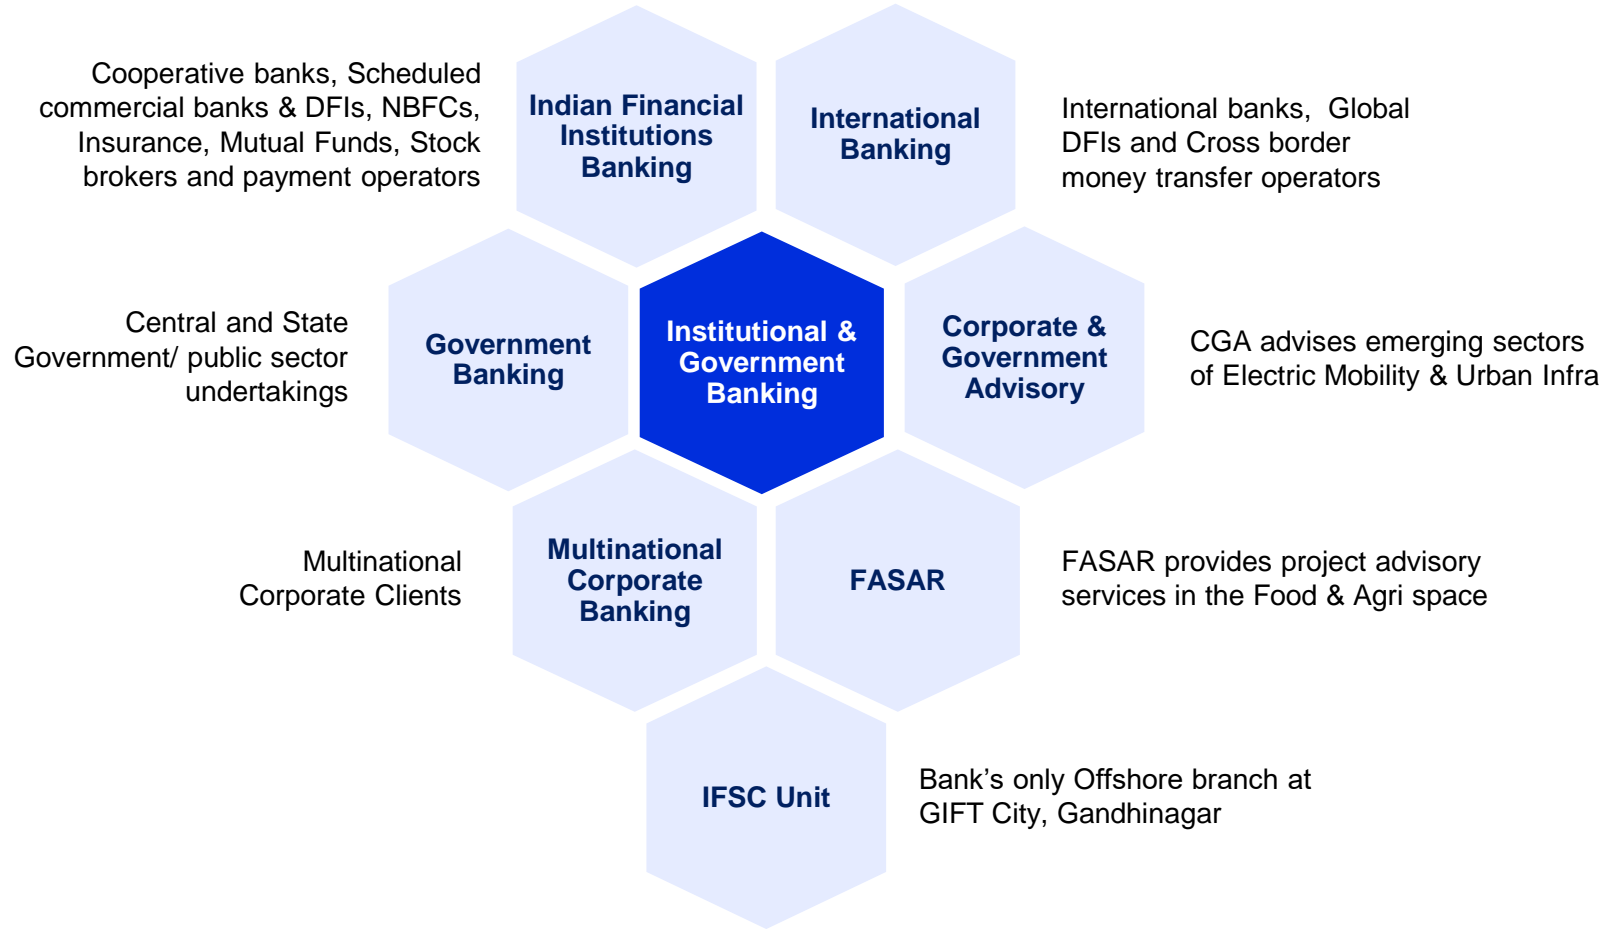 Cooperative banks, Scheduled
commercial banks & DFIs, NBFCs,
Insurance, Mutual Funds, Stock
brokers and payment operators
Indian Financial
Institutions
Banking
International
Banking
International banks, Global
DFIs and Cross border
money transfer operators
Central and State
Government/ public sector
undertakings
Government
Banking
Institutional &
Government
Banking
Corporate &
Government
Advisory
CGA advises emerging sectors
of Electric Mobility & Urban Infra
Multinational
Corporate Clients
Multinational
Corporate
Banking
FASAR
FASAR provides project advisory
services in the Food & Agri space
IFSC Unit
Bank’s only Offshore branch at
GIFT City, Gandhinagar